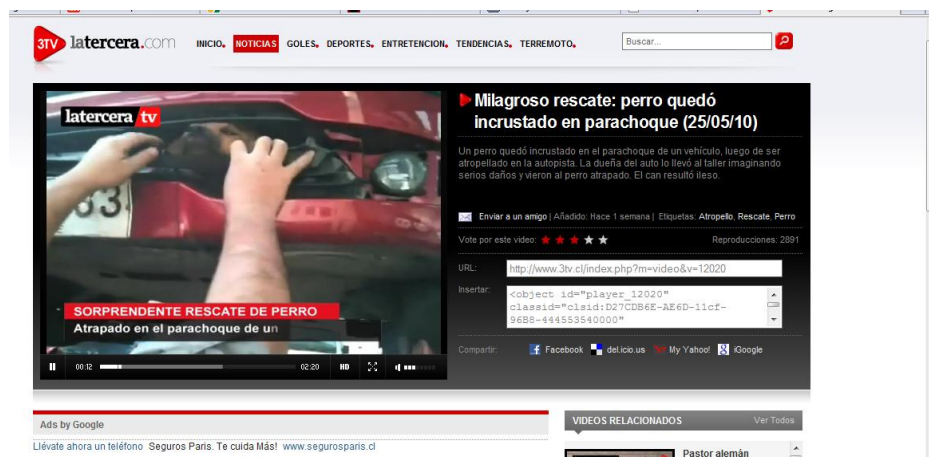 3TV latercera.com INICIO. NOTICIAS GOLES. DEPORTES. ENTRETENCION. TENDENCIAS. TERREMOTO. Buscar...
latercera tv
83
SORPRENDENTE RESCATE DE PERRO
Atrapado en el parachoque de un
00:12 02:20 HD
Milagroso rescate: perro quedó
incrustado en parachoque (25/05/10)
Un perro quedó incrustado en el parachoque de un vehículo, luego de ser
atropellado en la autopista. La dueña del auto lo llevó al taller imaginando
serios daños y vieron al perro atrapado. El can resultó ileso.
Enviar a un amigo | Añadido: Hace 1 semana | Etiquetas: Atropello, Rescate, Perro
Vote por este video: Reproducciones: 2891
URL: http://www.3tv.cl/index.php?m=video&v=12020
Insertar: <object id="player_12020"
classid="clsid:D27CDB6E-AE6D-11cf-
96B8-444553540000"
Compartir: Facebook del.icio.us My Yahoo! iGoogle
Ads by Google
Llévate ahora un teléfono Seguros Paris. Te cuida Más! www.segurosparis.cl
VIDEOS RELACIONADOS Ver Todos
Pastor alemán